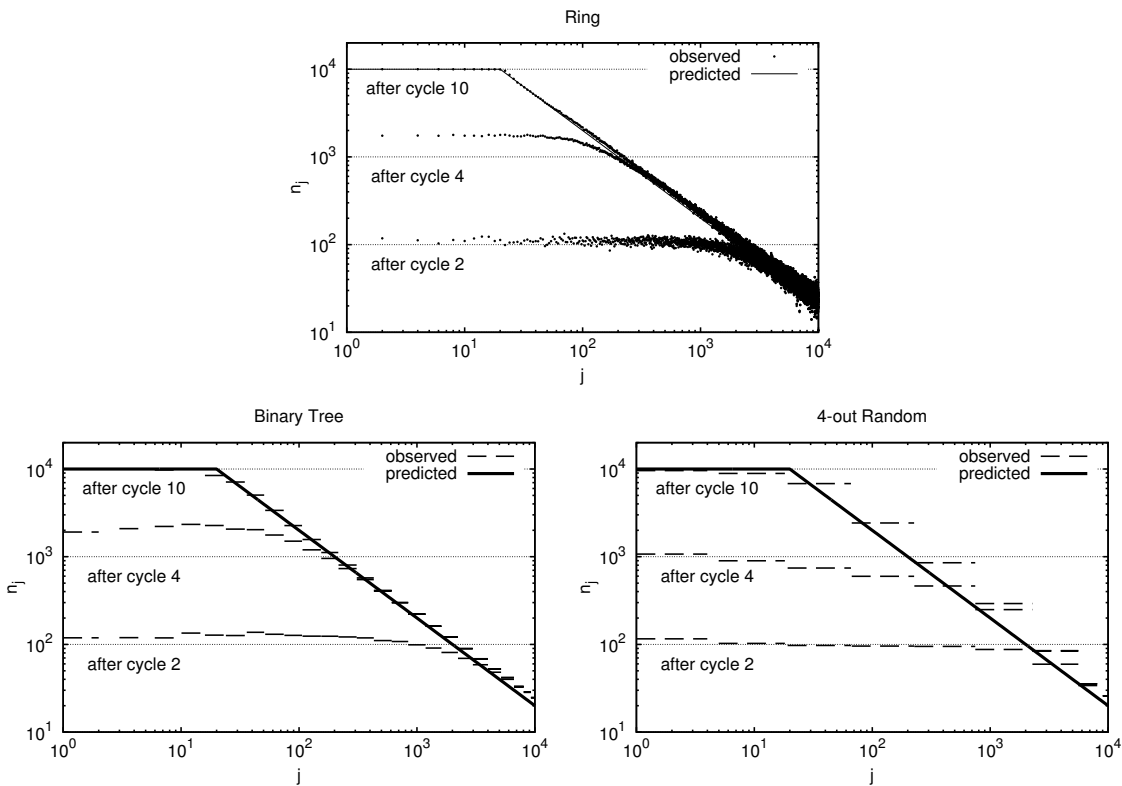 Ring
observed
predicted
10^4
after cycle 10
10^3
after cycle 4
n_j
10^2
after cycle 2
10^1
10^0 10^1 10^2 10^3 10^4
j
Binary Tree
observed
predicted
10^4
after cycle 10
10^3
after cycle 4
n_j
10^2
after cycle 2
10^1
10^0 10^1 10^2 10^3 10^4
j
4-out Random
observed
predicted
10^4
after cycle 10
10^3
after cycle 4
n_j
10^2
after cycle 2
10^1
10^0 10^1 10^2 10^3 10^4
j